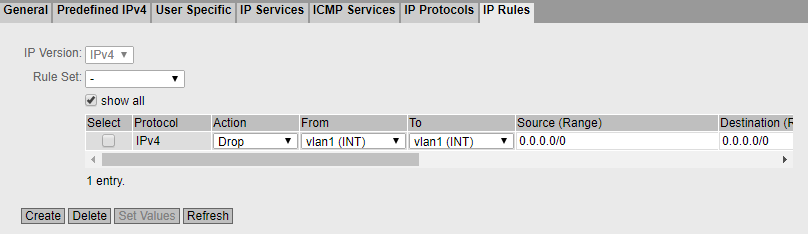 General Predefined IPv4 User Specific IP Services ICMP Services IP Protocols IP Rules
IP Version: IPv4
Rule Set: -
show all
Select Protocol Action From To Source (Range) Destination (R
IPv4 Drop vlan1 (INT) vlan1 (INT) 0.0.0.0/0 0.0.0.0/0
1 entry.
Create Delete Set Values Refresh